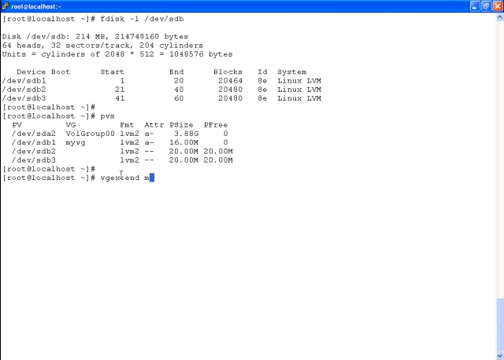 root@localhost:~
[root@localhost ~]# fdisk -l /dev/sdb
Disk /dev/sdb: 214 MB, 214748160 bytes
64 heads, 32 sectors/track, 204 cylinders
Units = cylinders of 2048 * 512 = 1048576 bytes
Device Boot Start End Blocks Id System
/dev/sdb1 1 20 20464 8e Linux LVM
/dev/sdb2 21 40 20480 8e Linux LVM
/dev/sdb3 41 60 20480 8e Linux LVM
[root@localhost ~]#
[root@localhost ~]# pvs
PV VG Fmt Attr PSize PFree
/dev/sda2 VolGroup00 lvm2 a- 3.88G 0
/dev/sdb1 myvg lvm2 a- 16.00M 0
/dev/sdb2 lvm2 -- 20.00M 20.00M
/dev/sdb3 lvm2 -- 20.00M 20.00M
[root@localhost ~]#
[root@localhost ~]# vgextend m